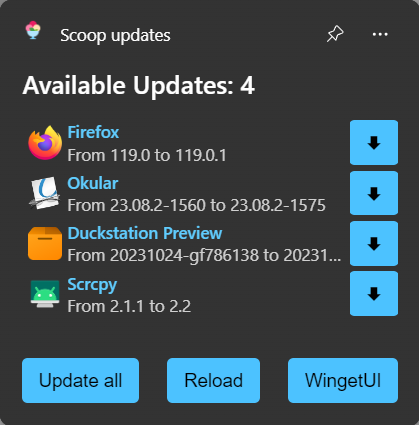 Scoop updates
Available Updates: 4
Firefox
From 119.0 to 119.0.1
Okular
From 23.08.2-1560 to 23.08.2-1575
Duckstation Preview
From 20231024-gf786138 to 20231...
Scrcpy
From 2.1.1 to 2.2
Update all Reload WingetUI